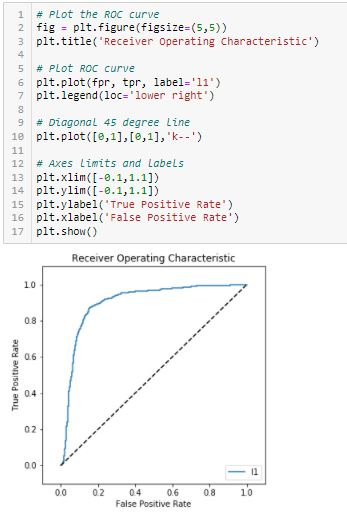 1 # Plot the ROC curve
2 fig = plt.figure(figsize=(5,5))
3 plt.title('Receiver Operating Characteristic')
4
5 # Plot ROC curve
6 plt.plot(fpr, tpr, label='l1')
7 plt.legend(loc='lower right')
8
9 # Diagonal 45 degree line
10 plt.plot([0,1],[0,1],'k--')
11
12 # Axes limits and labels
13 plt.xlim([-0.1,1.1])
14 plt.ylim([-0.1,1.1])
15 plt.ylabel('True Positive Rate')
16 plt.xlabel('False Positive Rate')
17 plt.show()
Receiver Operating Characteristic
True Positive Rate
1.0
0.8
0.6
0.4
0.2
0.0
l1
0.0 0.2 0.4 0.6 0.8 1.0
False Positive Rate